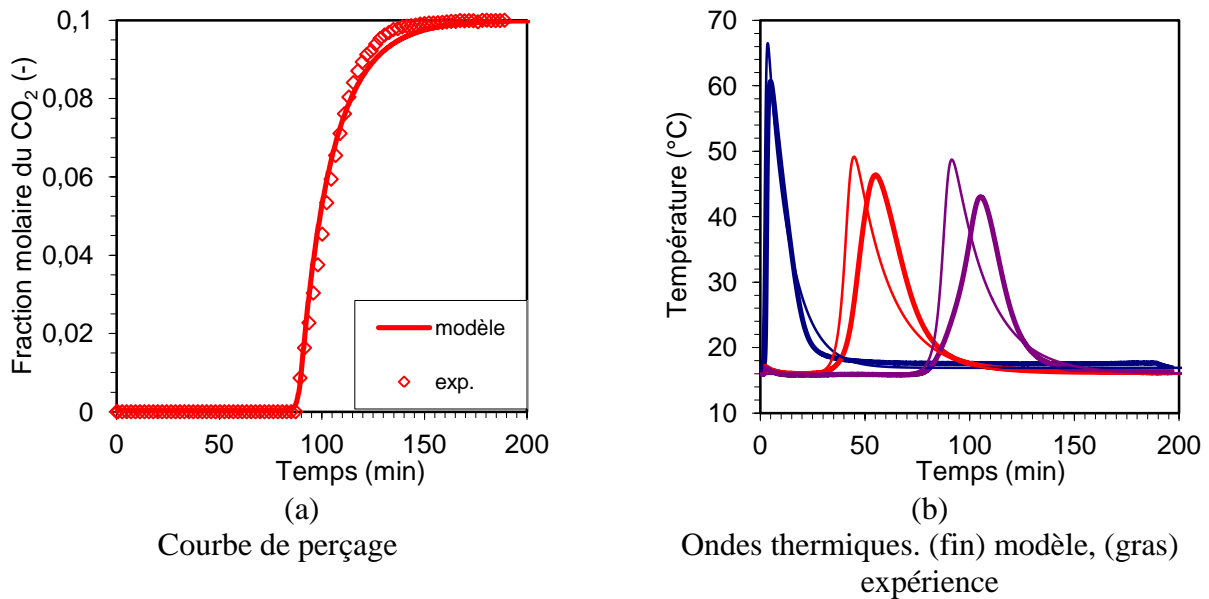 0,1
0,08
0,06
0,04
0,02
0
Fraction molaire du CO2 (-)
modèle
exp.
0 50 100 150 200
Temps (min)
(a)
Courbe de perçage
70
60
50
40
30
20
10
Température (°C)
0 50 100 150 200
Temps (min)
(b)
Ondes thermiques. (fin) modèle, (gras)
expérience